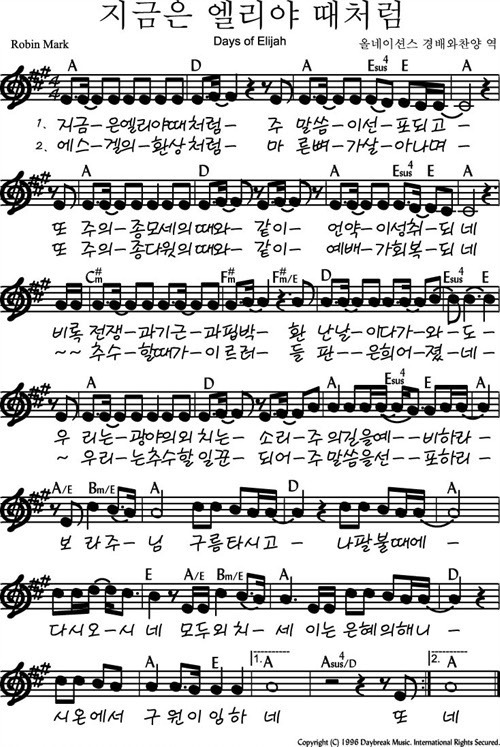 지금은 엘리야 때처럼
Robin Mark
Days of Elijah
올네이션스 경배와찬양 역
A D A Esus4 E A
1. 지금-은엘리야때처럼- 주 말씀-이선-포되고-
2. 에스-겔의-환상처럼- 마 른뼈-가살-아나며-
A D A Esus4 E A
또 주의-종모세의때와- 같이- 언약-이성취-되 네
또 주의-종다윗의때와- 같이- 예배-가회복-되 네
C#m F#m F#m/E D Esus4 E
비록 전쟁-과기근-과핍박- 환 난날-이다가-와-도-
~~ 추수-할때가-이르러- 들 판--은희어-졌-네-
A D A Esus4 E A
우 리는-광야의외 치는- 소리-주 의길을예--비하라-
~ 우리-는추수할일꾼- 되어-주 말씀을선--포하리-
A/E Bm/E A D A
보 라주-님 구름타시고- 나팔불때에-
E A/E Bm/E A D
다시오-시 네 모두외 치-세 이는 은혜의해니-
A E 1. A Asus4/D 2. A
시온에서 구 원이임하 네 또 네
Copyright (C) 1996 Daybreak Music. International Rights Secured.